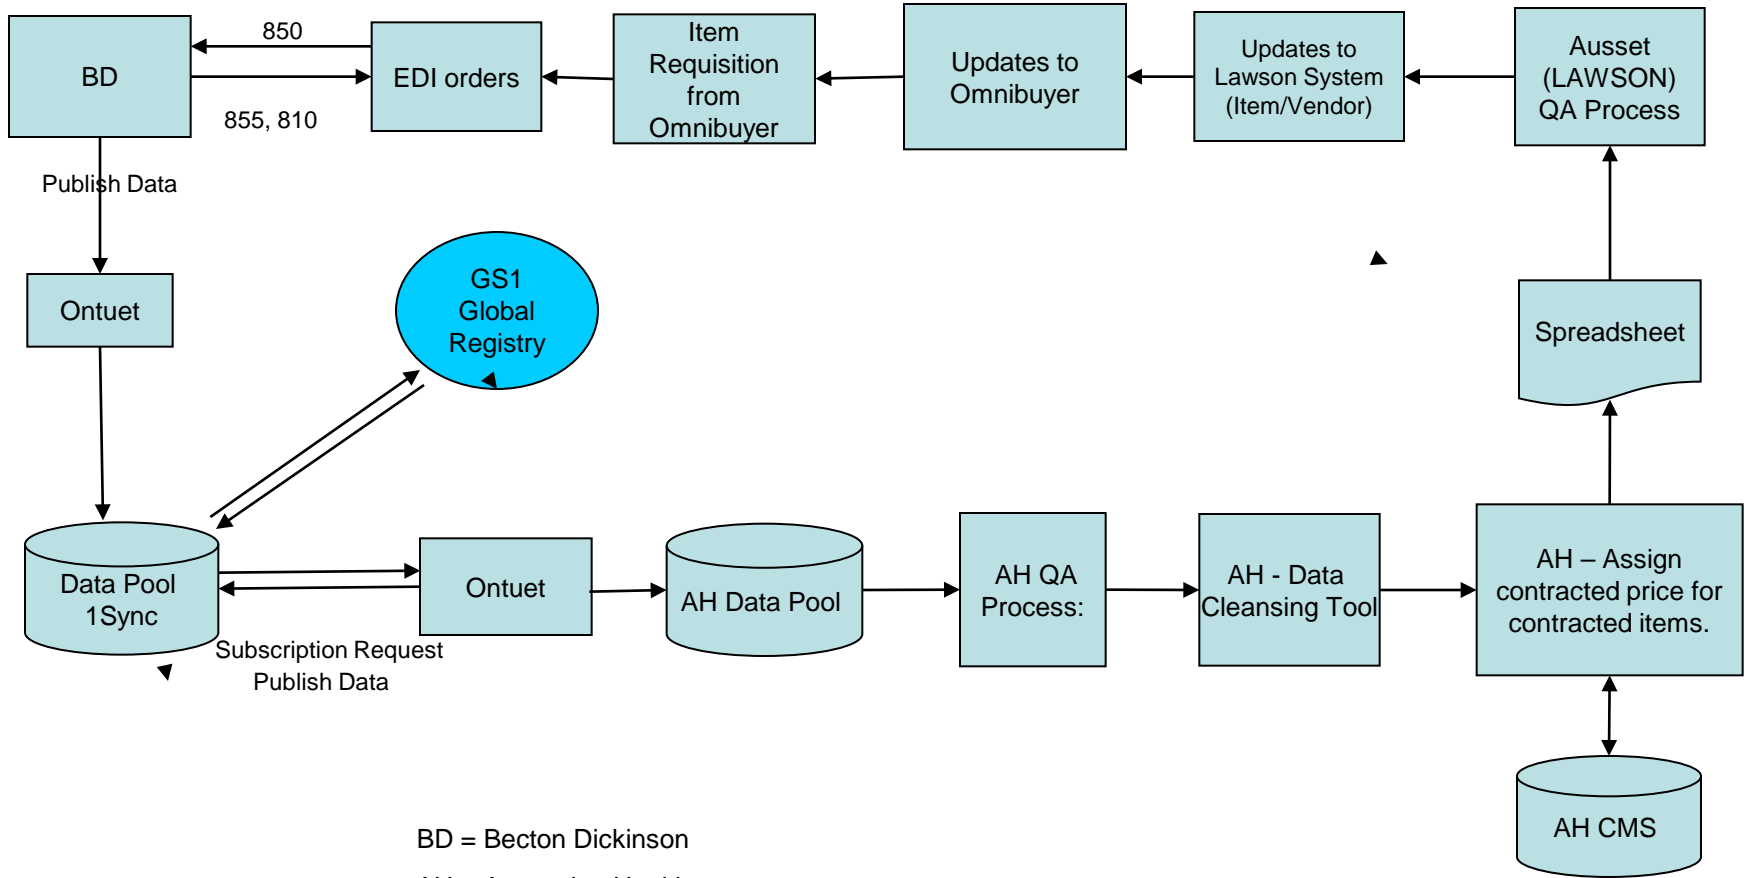 BD
850
855, 810
EDI orders
Item
Requisition
from
Omnibuyer
Updates to
Omnibuyer
Updates to
Lawson System
(Item/Vendor)
Ausset
(LAWSON)
QA Process
Publish Data
Ontuet
GS1
Global
Registry
Spreadsheet
Data Pool
1Sync
Ontuet
Subscription Request
Publish Data
AH Data Pool
AH QA
Process:
AH - Data
Cleansing Tool
AH – Assign
contracted price for
contracted items.
AH CMS
BD = Becton Dickinson